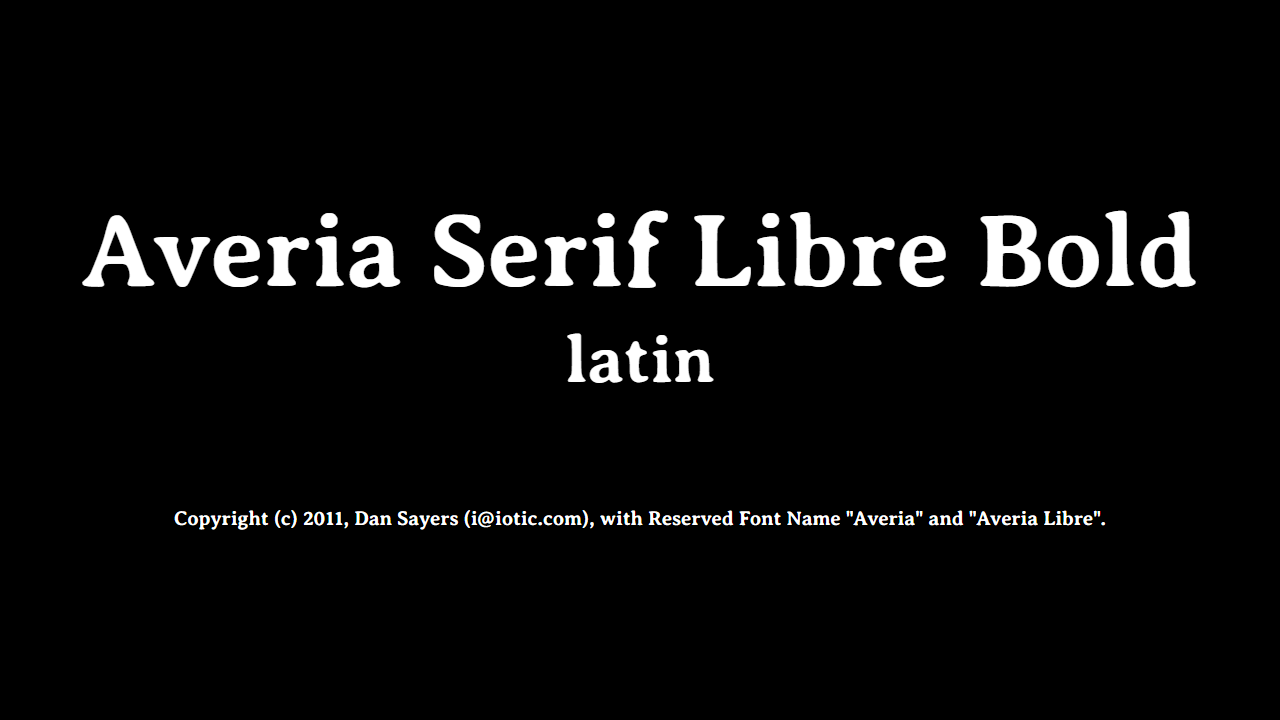 Averia Serif Libre Bold
latin
Copyright (c) 2011, Dan Sayers (i@iotic.com), with Reserved Font Name "Averia" and "Averia Libre".